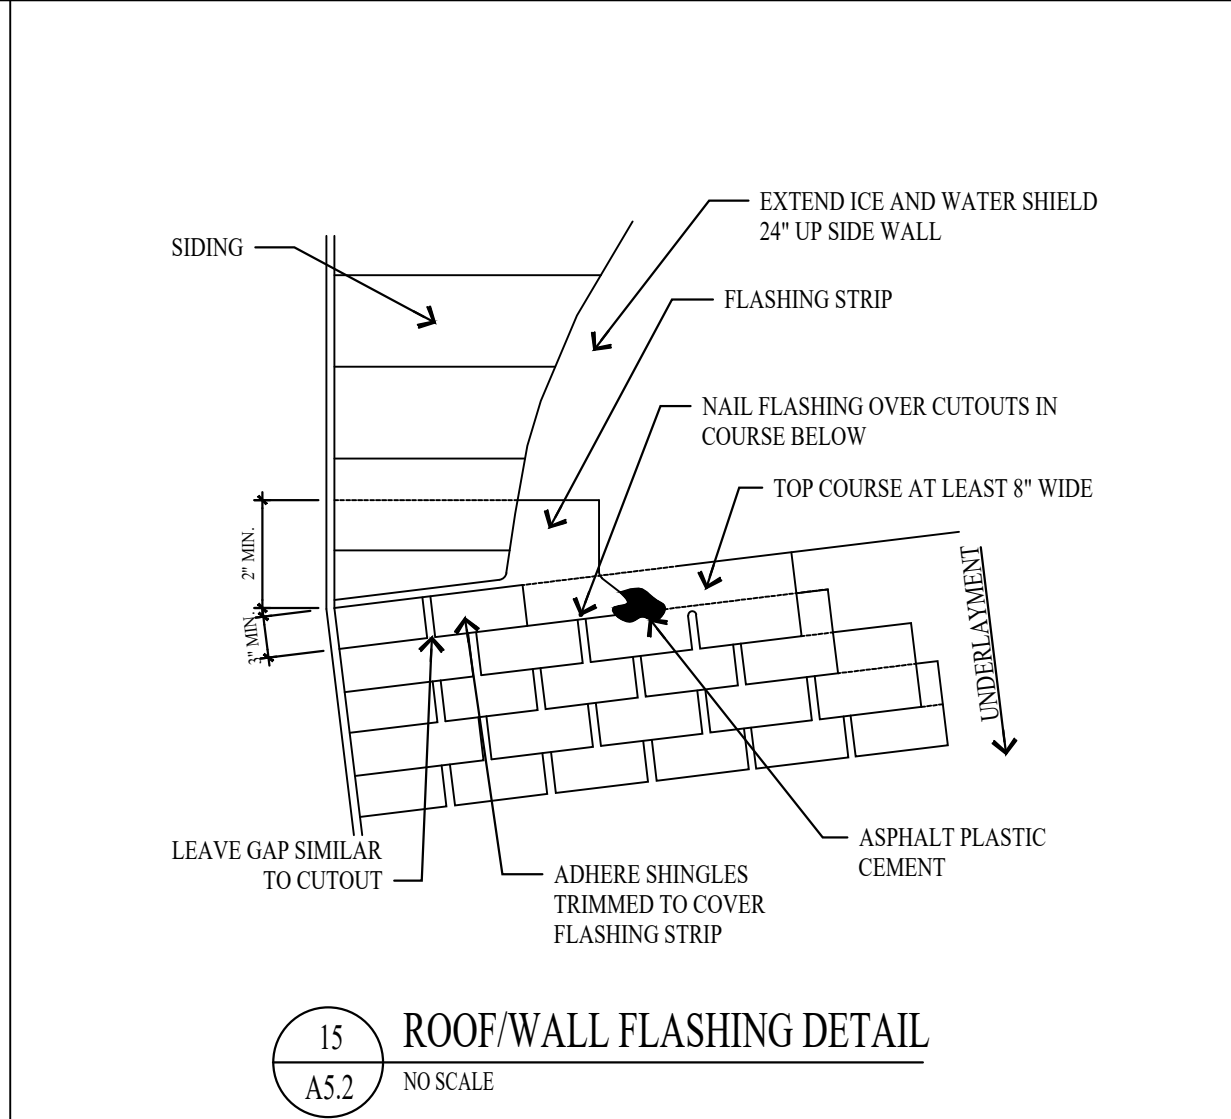 EXTEND ICE AND WATER SHIELD
24" UP SIDE WALL
SIDING
FLASHING STRIP
NAIL FLASHING OVER CUTOUTS IN
COURSE BELOW
TOP COURSE AT LEAST 8" WIDE
2" MIN.
3" MIN.
UNDERLAYMENT
LEAVE GAP SIMILAR
TO CUTOUT
ADHERE SHINGLES
TRIMMED TO COVER
FLASHING STRIP
ASPHALT PLASTIC
CEMENT
15
A5.2
ROOF/WALL FLASHING DETAIL
NO SCALE